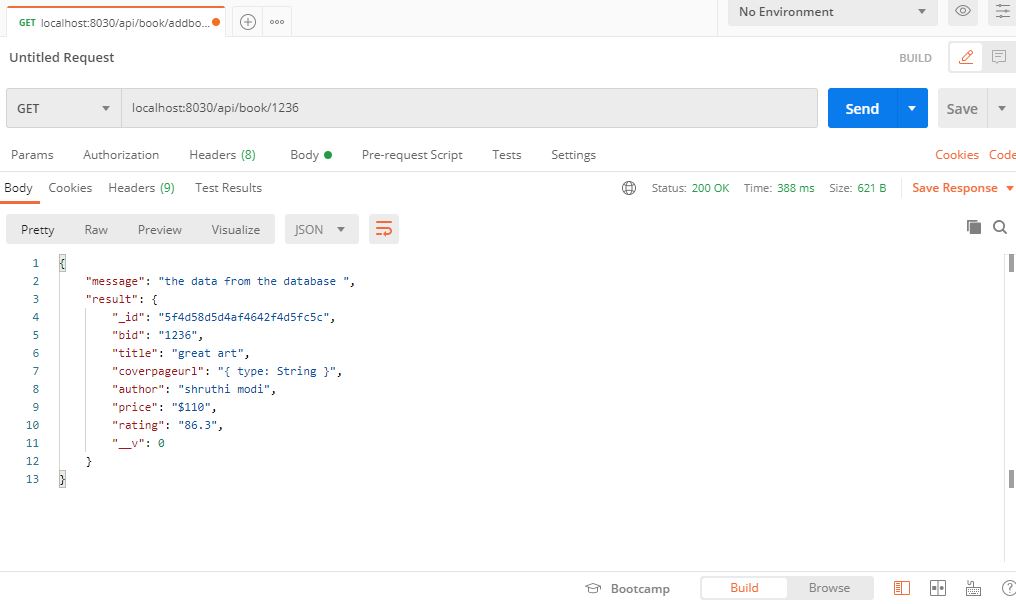 GET localhost:8030/api/book/addbo...
No Environment
Untitled Request
BUILD
GET localhost:8030/api/book/1236 Send Save
Params Authorization Headers (8) Body Pre-request Script Tests Settings Cookies Code
Body Cookies Headers (9) Test Results Status: 200 OK Time: 388 ms Size: 621 B Save Response
Pretty Raw Preview Visualize JSON
1 {
2 "message": "the data from the database ",
3 "result": {
4 "_id": "5f4d58d5d4af4642f4d5fc5c",
5 "bid": "1236",
6 "title": "great art",
7 "coverpageurl": "{ type: String }",
8 "author": "shruthi modi",
9 "price": "$110",
10 "rating": "86.3",
11 "__v": 0
12 }
13 }
Bootcamp Build Browse